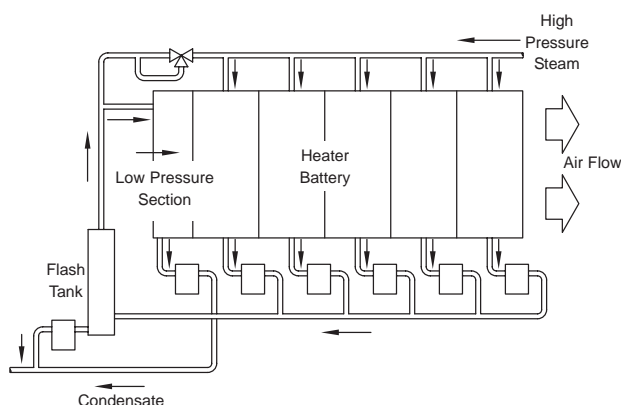 High
Pressure
Steam
Heater
Battery
Air Flow
Low Pressure
Section
Flash
Tank
Condensate